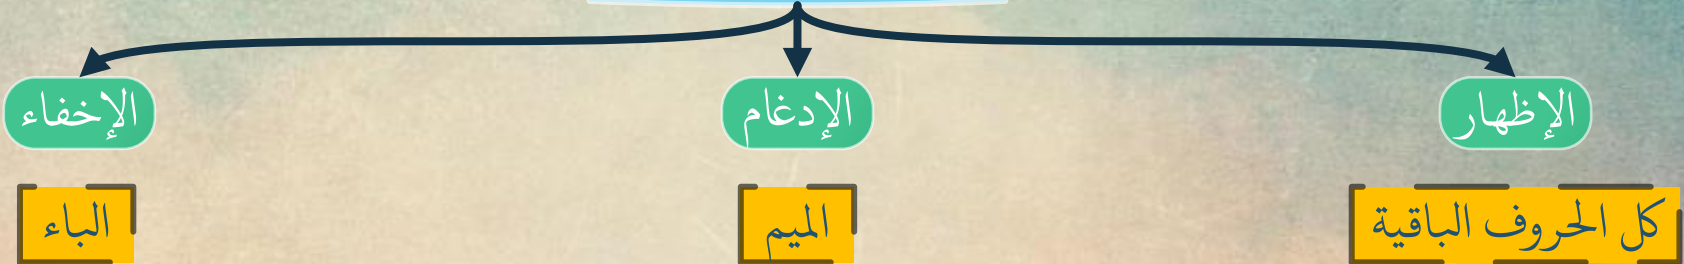 الإظهار
الإدغام
الإخفاء
كل الحروف الباقية
الميم
الباء